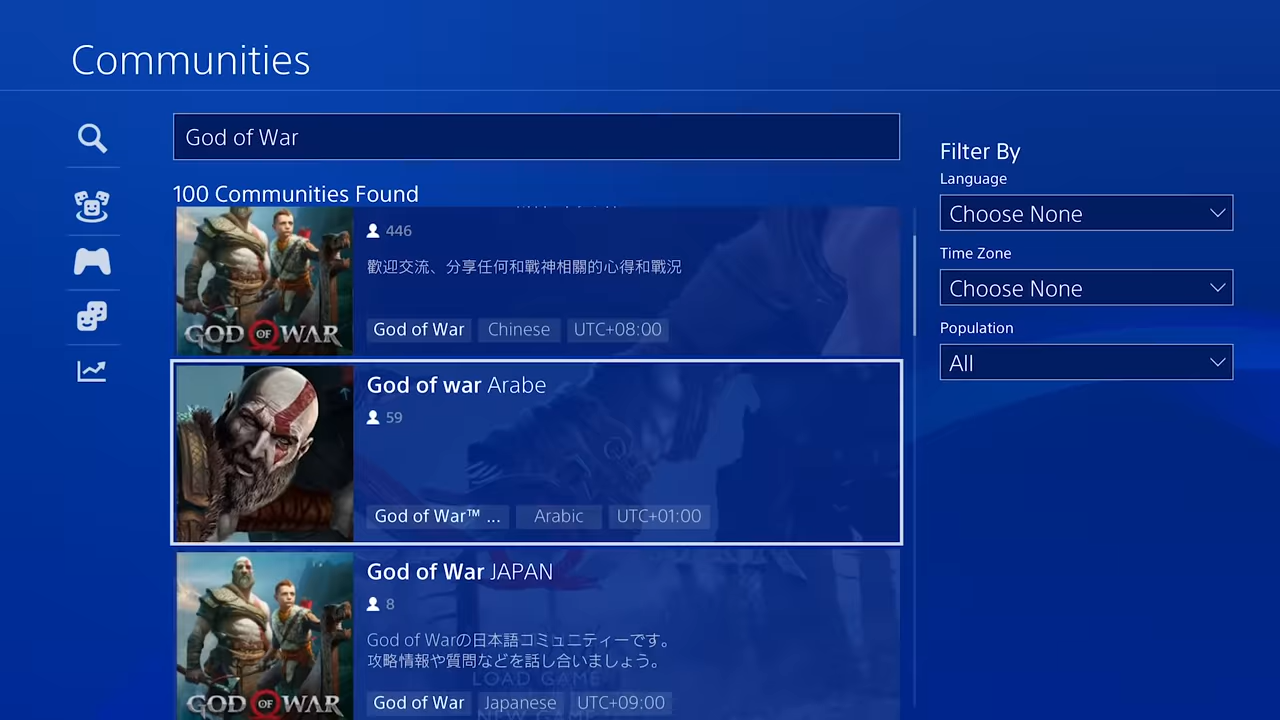 Communities
God of War
100 Communities Found
446
歡迎交流、分享任何和戰神相關的心得和戰況
God of War Chinese UTC+08:00
GOD OF WAR
God of war Arabe
59
God of War™ ... Arabic UTC+01:00
God of War JAPAN
8
God of Warの日本語コミュニティーです。
攻略情報や質問などを話し合いましょう。
LOAD GAME
God of War Japanese UTC+09:00
GOD OF WAR
NEW GAME
Filter By
Language
Choose None
Time Zone
Choose None
Population
All